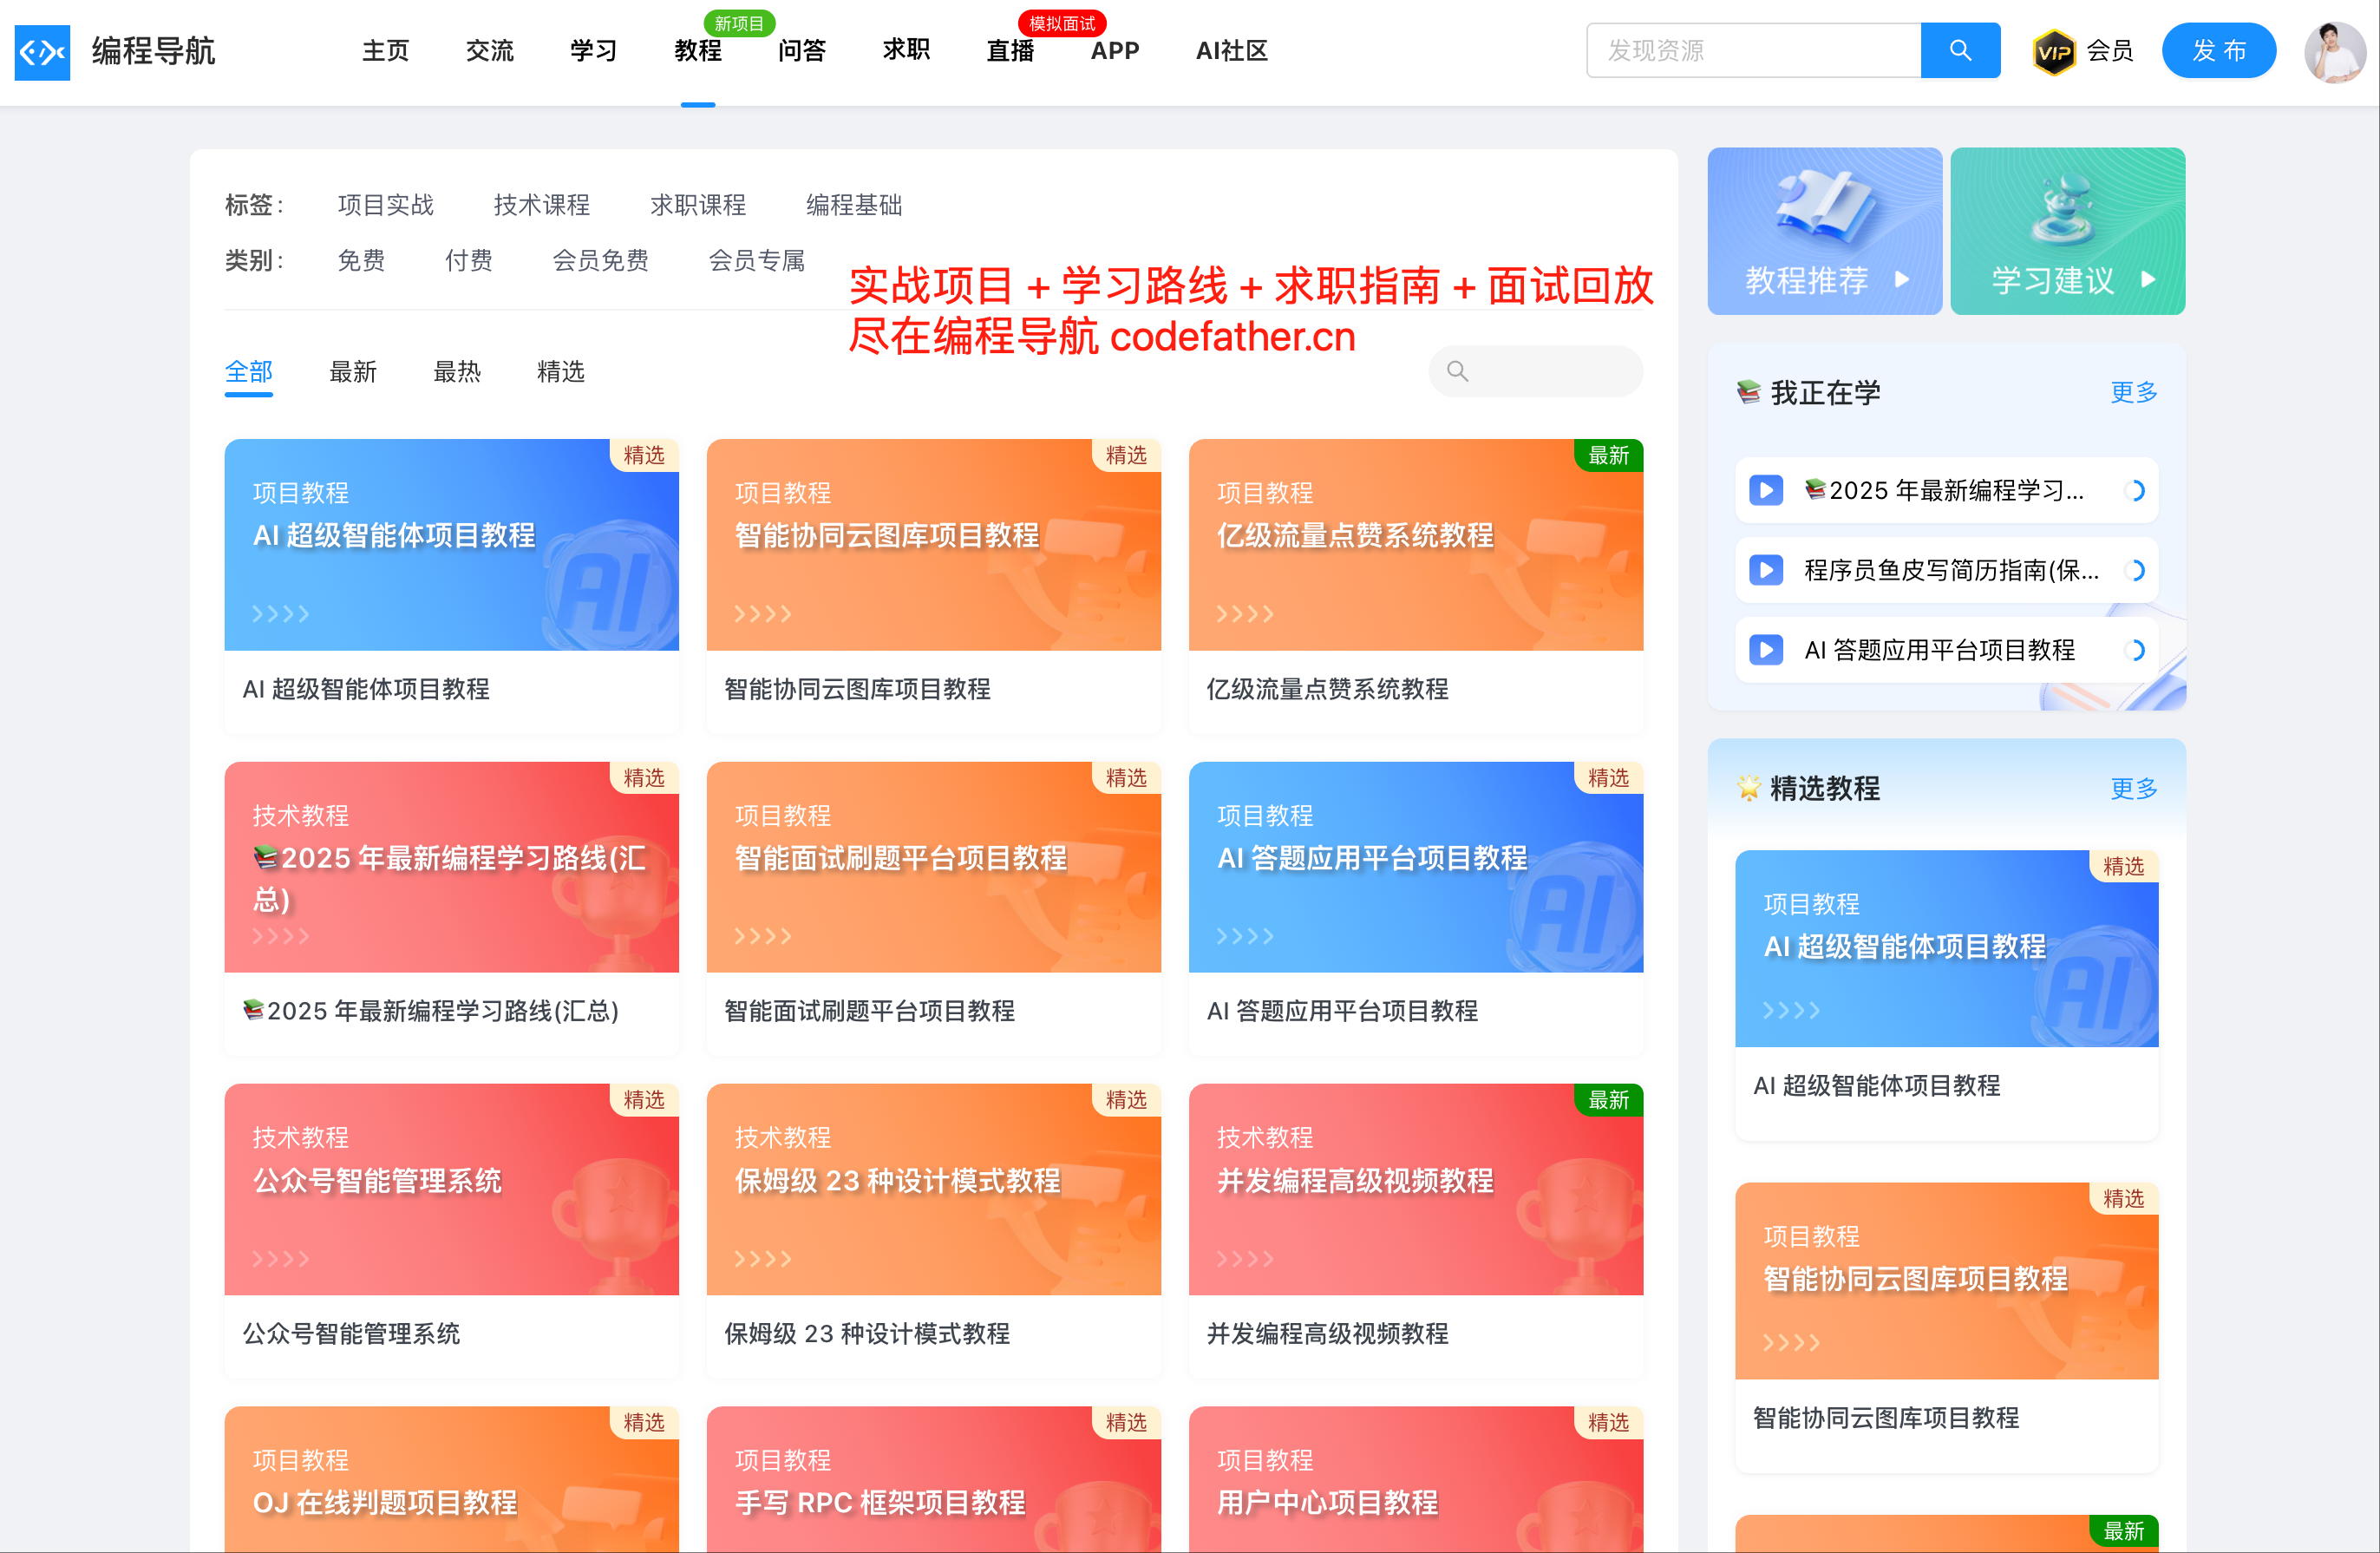 编程导航
主页
交流
学习
教程
新项目
问答
求职
直播
模拟面试
APP
AI社区
发现资源
VIP 会员
发布
标签：
项目实战
技术课程
求职课程
编程基础
类别：
免费
付费
会员免费
会员专属
实战项目 + 学习路线 + 求职指南 + 面试回放
尽在编程导航 codefather.cn
全部
最新
最热
精选
精选
项目教程
AI 超级智能体项目教程
AI
AI 超级智能体项目教程
精选
项目教程
智能协同云图库项目教程
智能协同云图库项目教程
最新
项目教程
亿级流量点赞系统教程
亿级流量点赞系统教程
精选
技术教程
📚2025 年最新编程学习路线(汇
总)
📚2025 年最新编程学习路线(汇总)
精选
项目教程
智能面试刷题平台项目教程
智能面试刷题平台项目教程
精选
项目教程
AI 答题应用平台项目教程
AI
AI 答题应用平台项目教程
精选
技术教程
公众号智能管理系统
公众号智能管理系统
精选
技术教程
保姆级 23 种设计模式教程
保姆级 23 种设计模式教程
最新
技术教程
并发编程高级视频教程
并发编程高级视频教程
精选
项目教程
OJ 在线判题项目教程
精选
项目教程
手写 RPC 框架项目教程
精选
项目教程
用户中心项目教程
教程推荐
学习建议
📚 我正在学
更多
📚2025 年最新编程学习...
程序员鱼皮写简历指南(保...
AI 答题应用平台项目教程
🌟 精选教程
更多
精选
项目教程
AI 超级智能体项目教程
AI
AI 超级智能体项目教程
精选
项目教程
智能协同云图库项目教程
智能协同云图库项目教程
最新